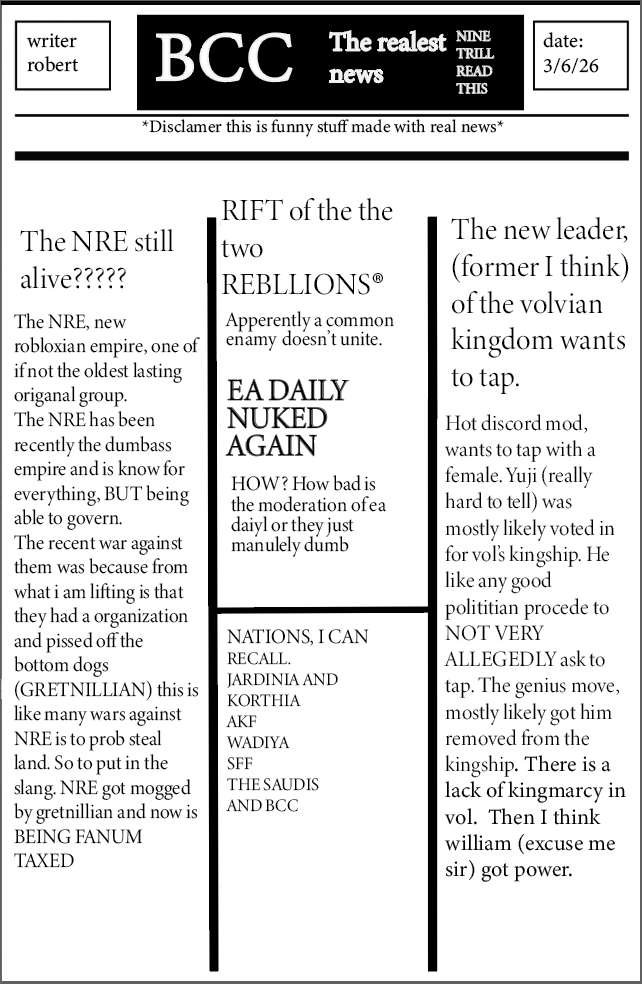 writer
robert
BCC
The realest
news
NINE
TRILL
READ
THIS
date:
3/6/26
*Disclamer this is funny stuff made with real news*
The NRE still
alive?????
The NRE, new
robloxian empire, one of
if not the oldest lasting
origanal group.
The NRE has been
recently the dumbass
empire and is know for
everything, BUT being
able to govern.
The recent war against
them was because from
what i am lifting is that
they had a organization
and pissed off the
bottom dogs
(GRETNILLIAN) this is
like many wars against
NRE is to prob steal
land. So to put in the
slang. NRE got mogged
by gretnillian and now is
BEING FANUM
TAXED
RIFT of the the
two
REBLLIONS®
Apperently a common
enamy doesn't unite.
EA DAILY
NUKED
AGAIN
HOW? How bad is
the moderation of ea
daiyl or they just
manulely dumb
NATIONS, I CAN
RECALL.
JARDINIA AND
KORTHIA
AKF
WADIYA
SFF
THE SAUDIS
AND BCC
The new leader,
(former I think)
of the volvian
kingdom wants
to tap.
Hot discord mod,
wants to tap with a
female. Yuji (really
hard to tell) was
mostly likely voted in
for vol's kingship. He
like any good
polititian procede to
NOT VERY
ALLEGEDLY ask to
tap. The genius move,
mostly likely got him
removed from the
kingship. There is a
lack of kingmarcy in
vol. Then I think
william (excuse me
sir) got power.